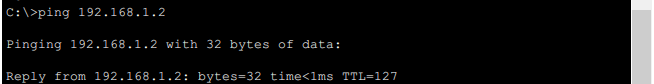 C:\>ping 192.168.1.2
Pinging 192.168.1.2 with 32 bytes of data:
Reply from 192.168.1.2: bytes=32 time<1ms TTL=127